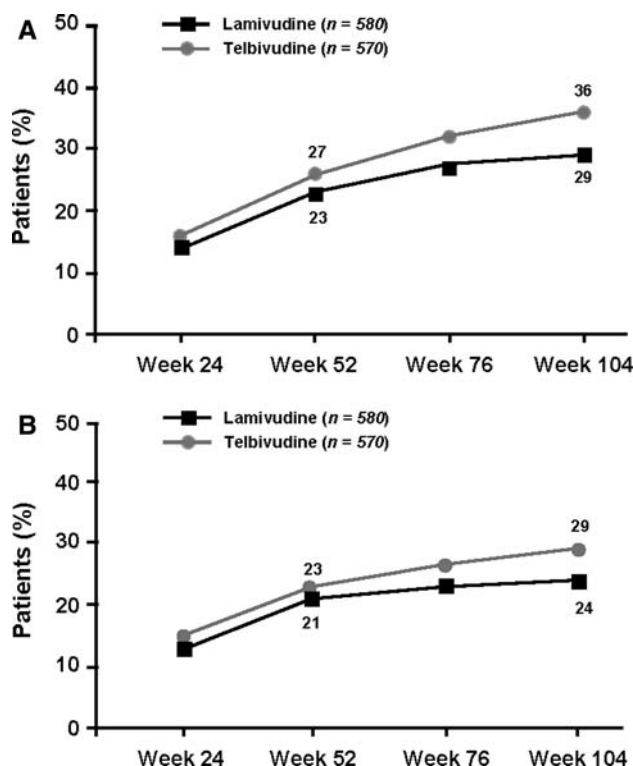 A
Lamivudine (n = 580)
Telbivudine (n = 570)
Patients (%)
50
40
30
20
10
0
27
23
36
29
Week 24 Week 52 Week 76 Week 104
B
Lamivudine (n = 580)
Telbivudine (n = 570)
Patients (%)
50
40
30
20
10
0
23
21
29
24
Week 24 Week 52 Week 76 Week 104